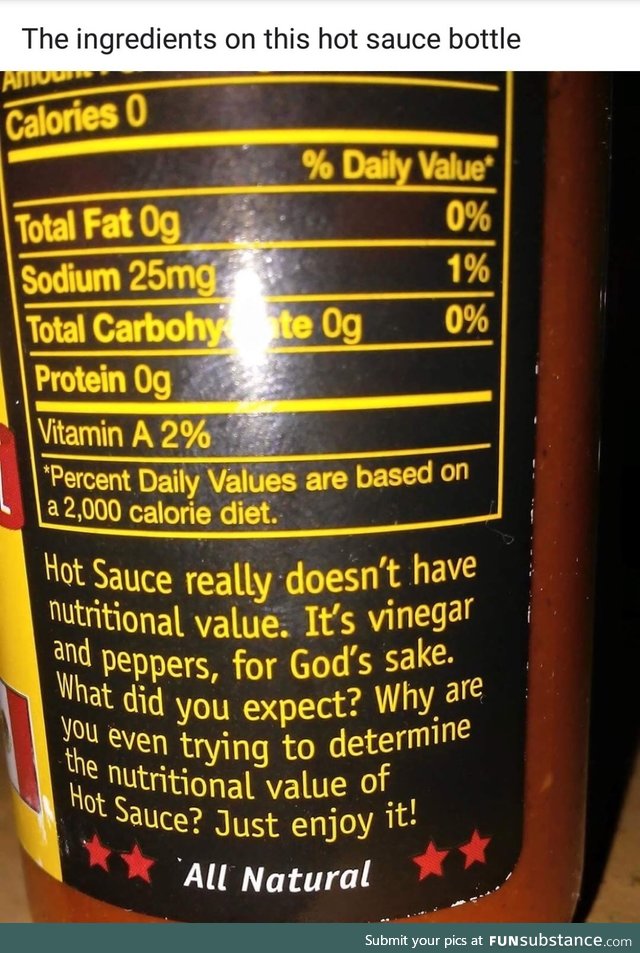 The ingredients on this hot sauce bottle
Calories 0
% Daily Value*
Total Fat 0g 0%
Sodium 25mg 1%
Total Carbohy te 0g 0%
Protein 0g
Vitamin A 2%
*Percent Daily Values are based on
a 2,000 calorie diet.
Hot Sauce really doesn't have
nutritional value. It's vinegar
and peppers, for God's sake.
What did you expect? Why are
you even trying to determine
the nutritional value of
Hot Sauce? Just enjoy it!
All Natural
Submit your pics at FUNsubstance.com